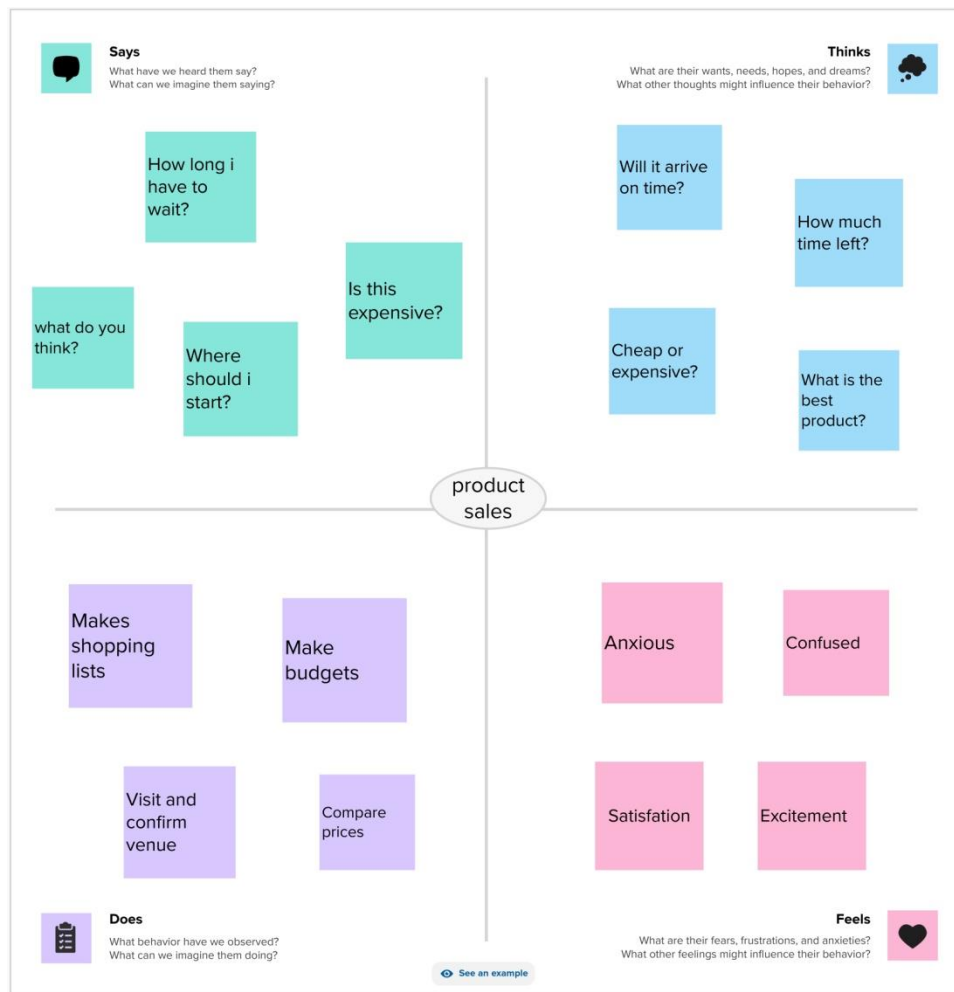 Says
What have we heard them say?
What can we imagine them saying?
Thinks
What are their wants, needs, hopes, and dreams?
What other thoughts might influence their behavior?
How long i
have to
wait?
Is this
expensive?
what do you
think?
Where
should i
start?
Will it arrive
on time?
How much
time left?
Cheap or
expensive?
What is the
best
product?
product
sales
Makes
shopping
lists
Make
budgets
Visit and
confirm
venue
Compare
prices
Anxious
Confused
Satisfation
Excitement
Does
What behavior have we observed?
What can we imagine them doing?
Feels
What are their fears, frustrations, and anxieties?
What other feelings might influence their behavior?
See an example